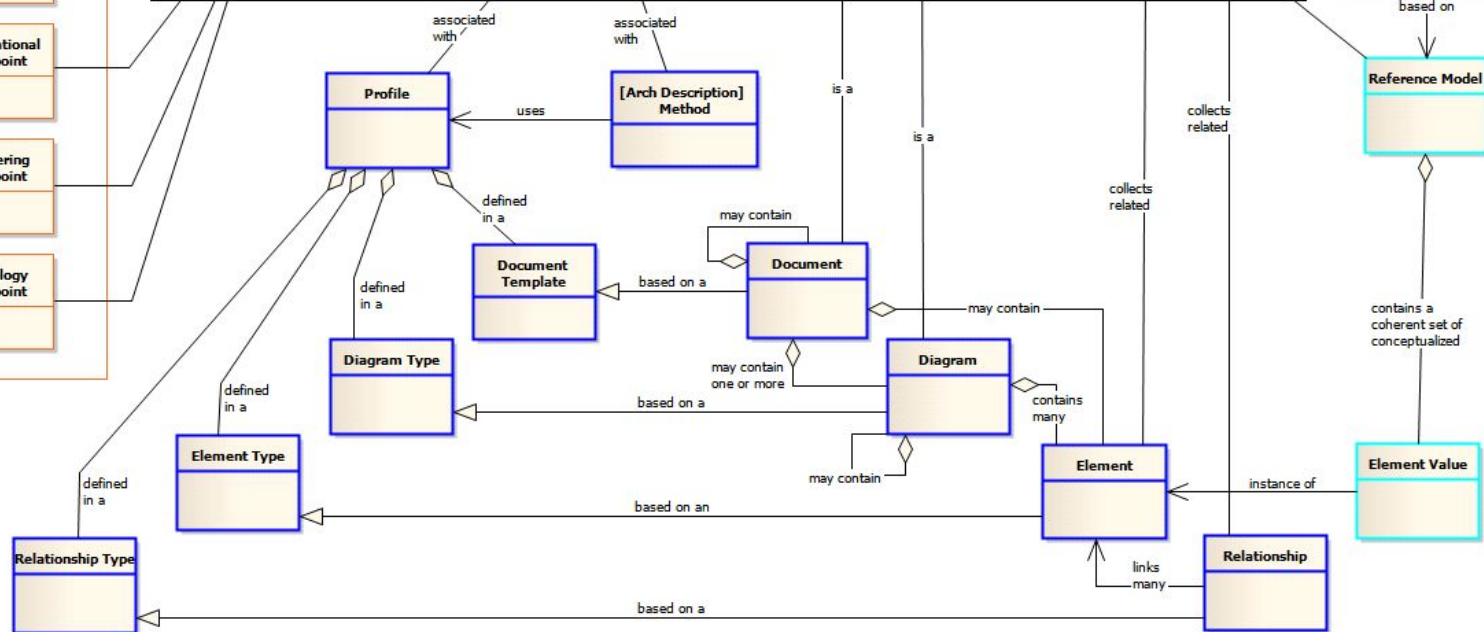 based on
associated
with
associated
with
tional
oint
Reference Model
Profile
[Arch Description]
Method
is a
uses
collects
related
is a
ering
oint
collects
related
defined
in a
may contain
logy
oint
Document
Template
Document
based on a
defined
in a
may contain
contains a
coherent set of
conceptualized
Diagram Type
Diagram
may contain
one or more
defined
in a
based on a
contains
many
Element Type
Element
Element Value
may contain
defined
in a
instance of
based on an
Relationship Type
Relationship
links
many
based on a